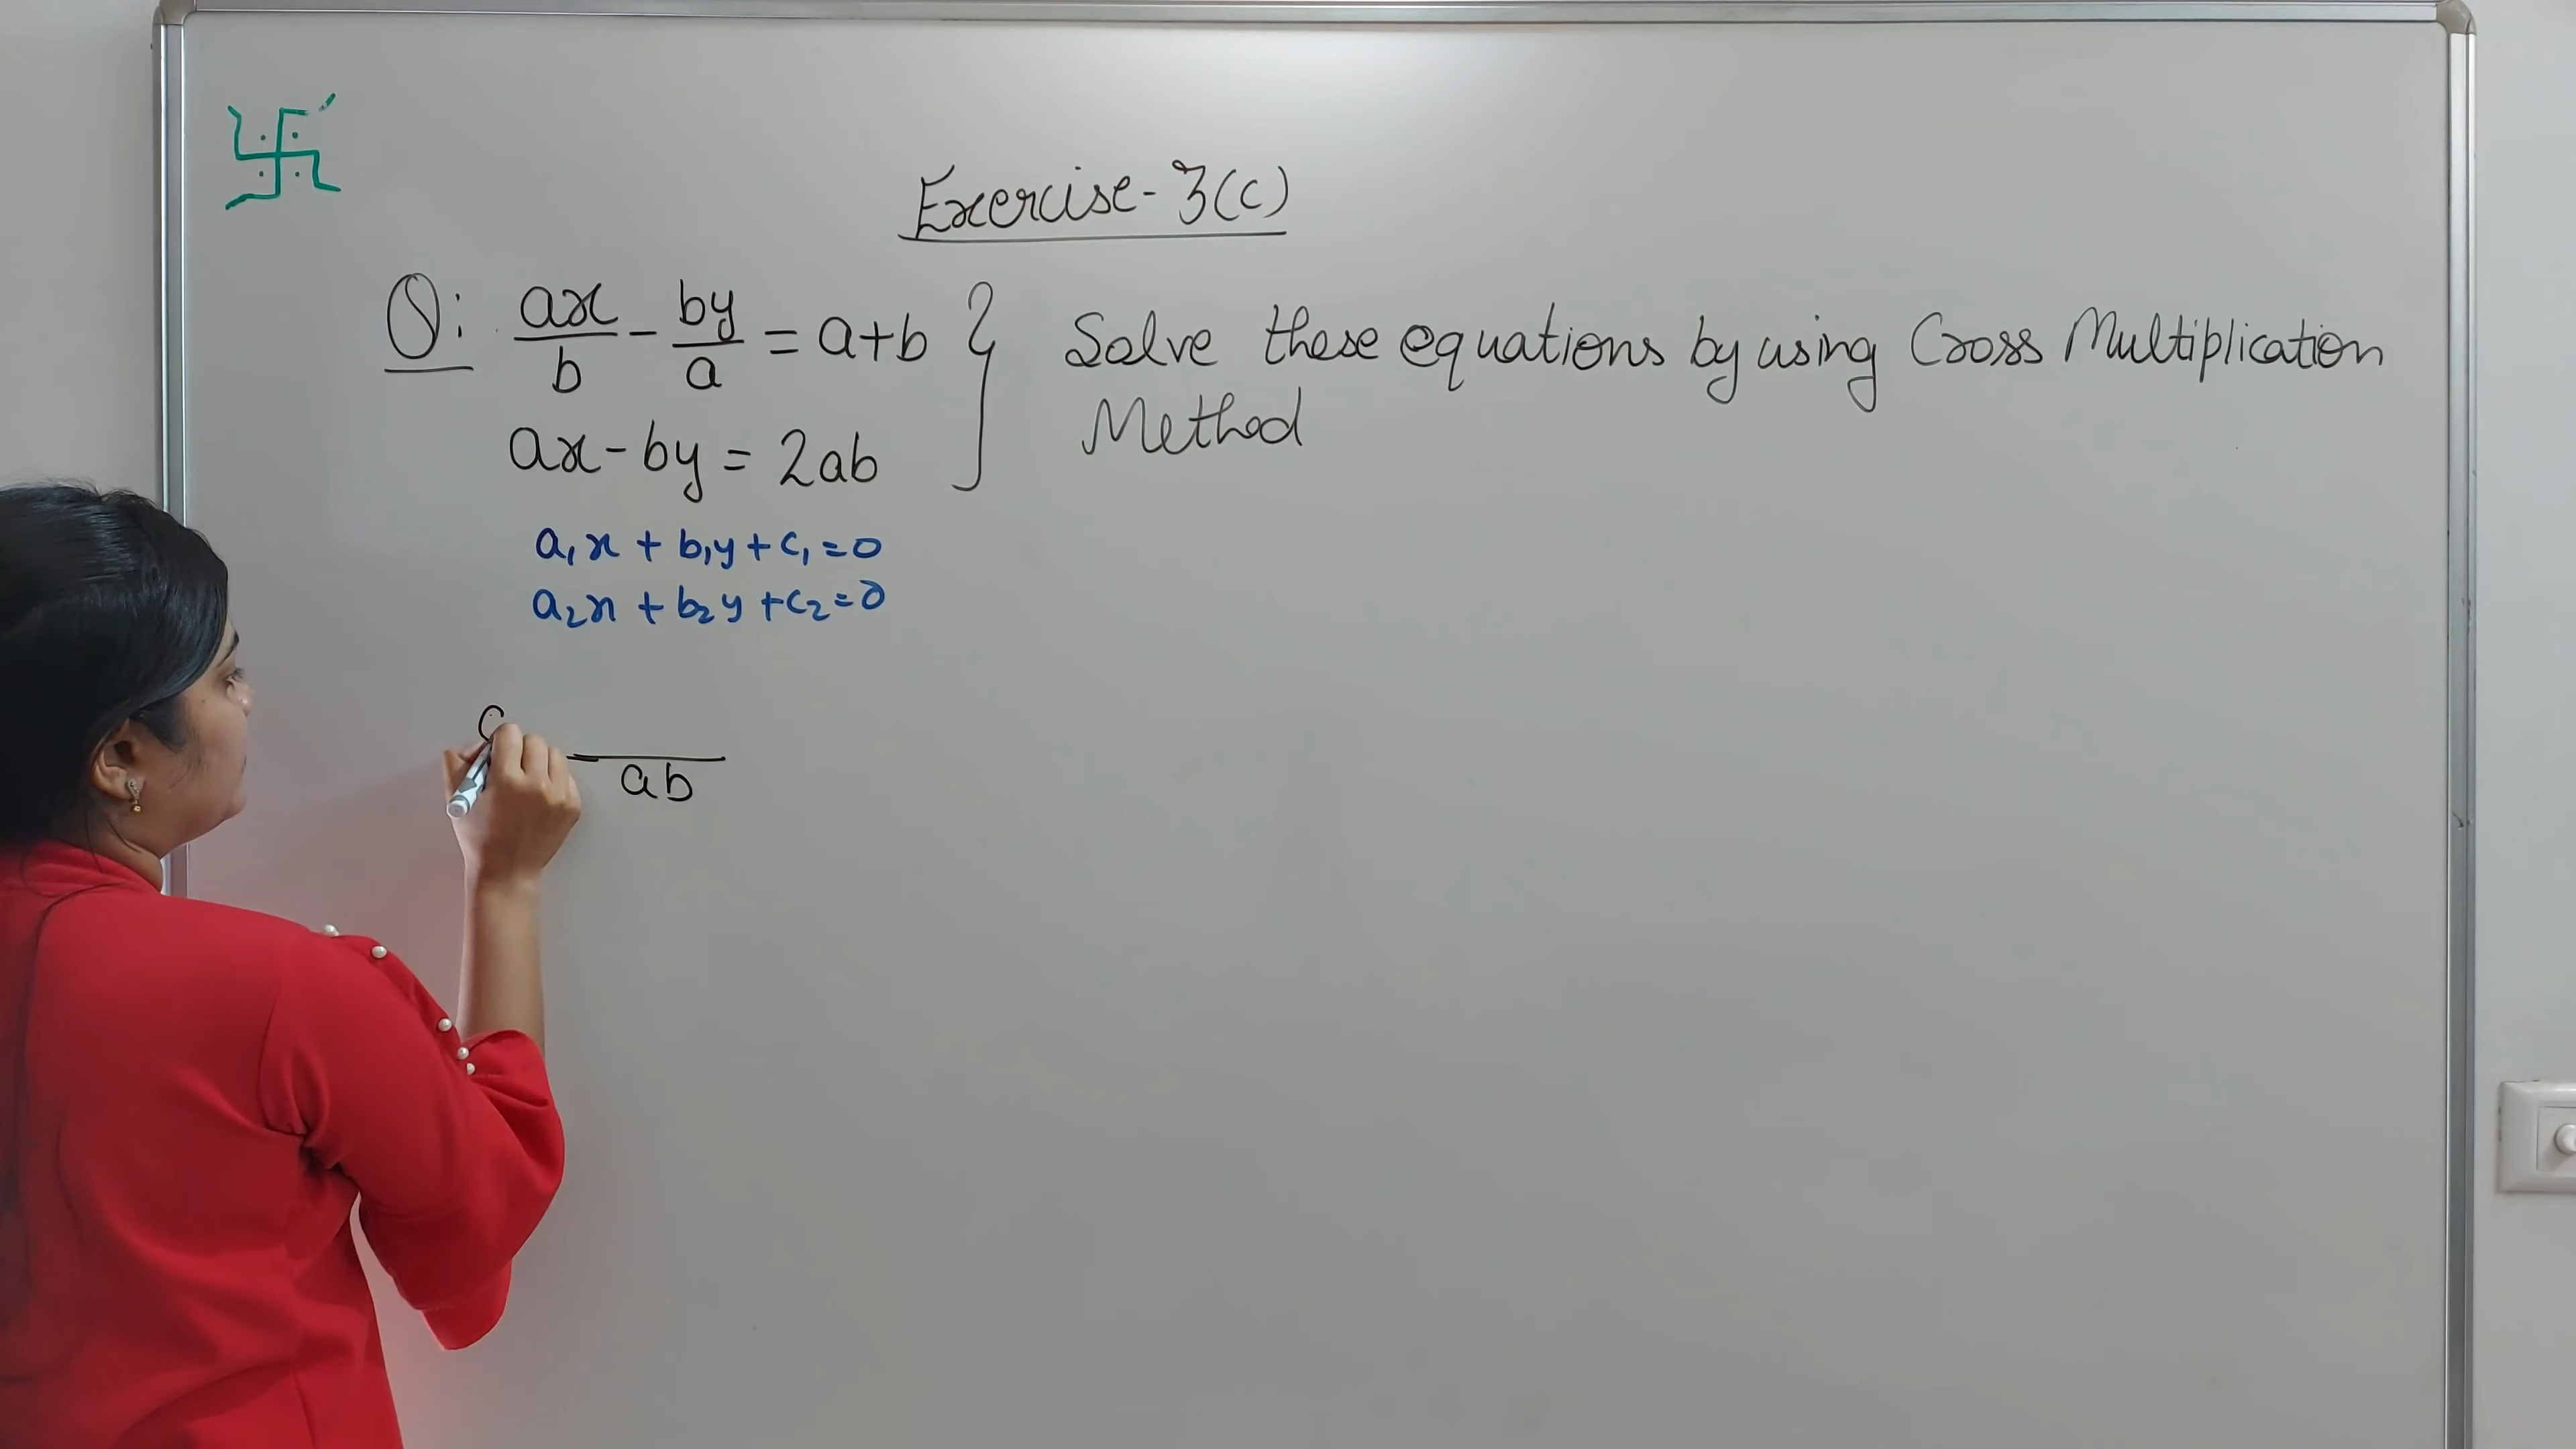 Exercise-3(c)
Q: ax/b - by/a = a+b } Solve these equations by using Cross Multiplication
Method
ax-by = 2ab
a₁x + b₁y + c₁ = 0
a₂x + b₂y + c₂ = 0
ab